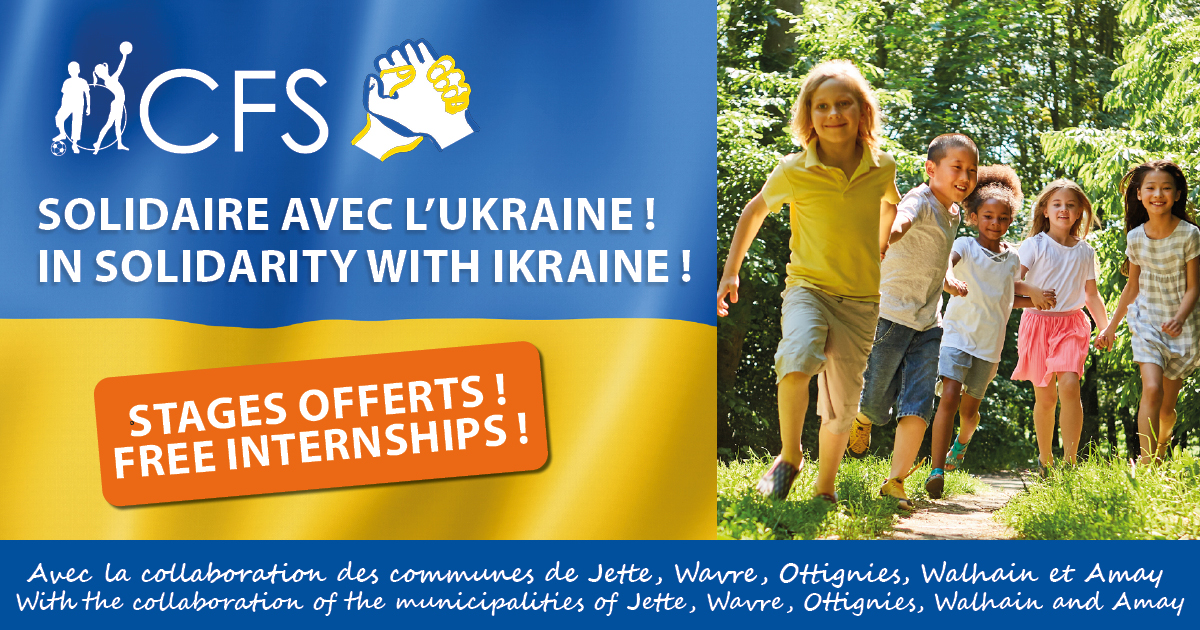 CFS
SOLIDAIRE AVEC L'UKRAINE !
IN SOLIDARITY WITH IKRAINE !
STAGES OFFERTS !
FREE INTERNSHIPS !
Avec la collaboration des communes de Jette, Wavre, Ottignies, Walhain et Amay
With the collaboration of the municipalities of Jette, Wavre, Ottignies, Walhain and Amay